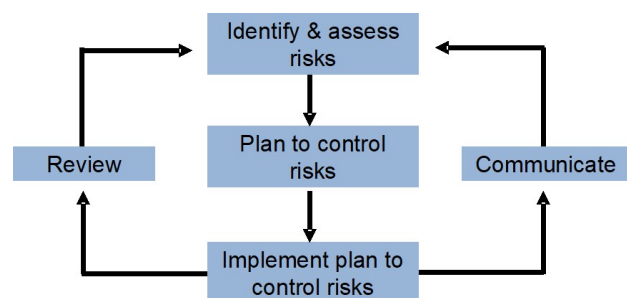 Identify & assess
risks
Plan to control
risks
Review
Communicate
Implement plan to
control risks